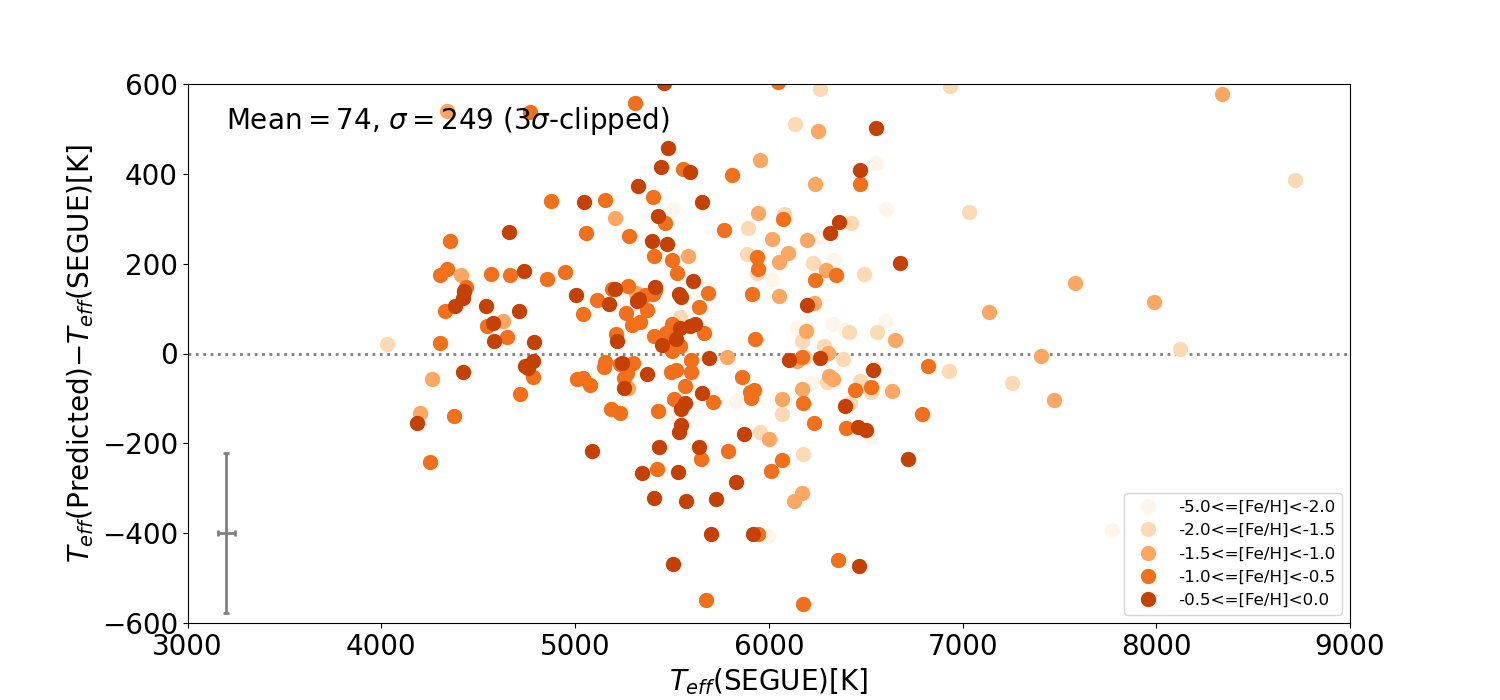 Mean = 74, σ = 249 (3σ-clipped)
T_eff(Predicted) − T_eff(SEGUE)[K]
600
400
200
0
−200
−400
−600
-5.0<=[Fe/H]<-2.0
-2.0<=[Fe/H]<-1.5
-1.5<=[Fe/H]<-1.0
-1.0<=[Fe/H]<-0.5
-0.5<=[Fe/H]<0.0
3000 4000 5000 6000 7000 8000 9000
T_eff(SEGUE)[K]